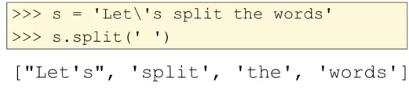 >>> s = 'Let\'s split the words'
>>> s.split(' ')
["Let's", 'split', 'the', 'words']